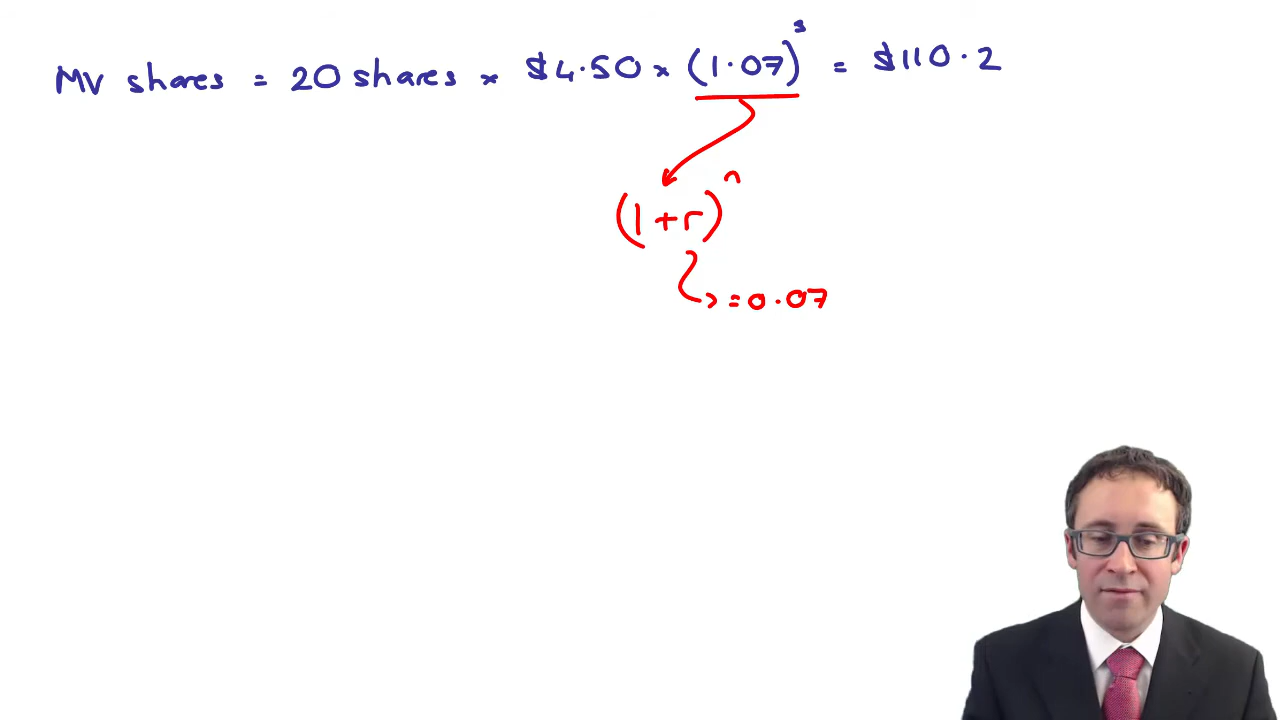 MV shares = 20 shares × $4.50 × (1.07)³ = $110.2
(1+r)ⁿ
= 0.07